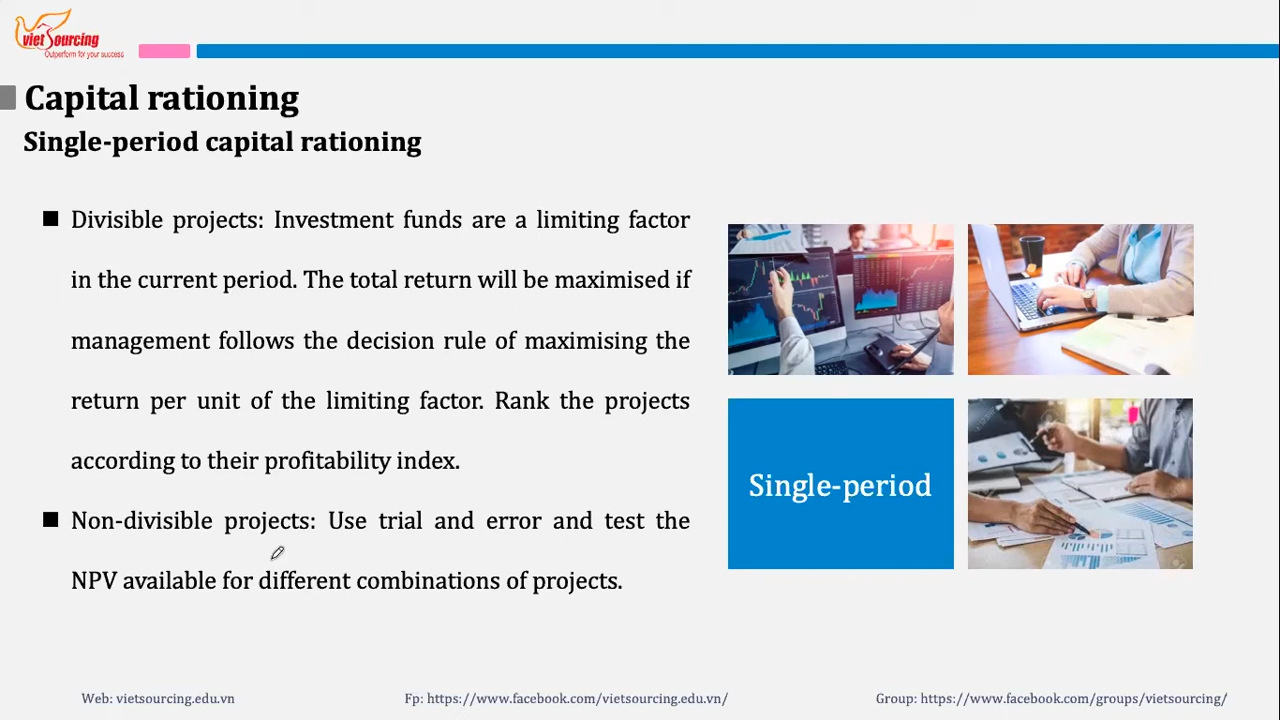 vietSourcing
Outperform for your success
Capital rationing
Single-period capital rationing
Divisible projects: Investment funds are a limiting factor
in the current period. The total return will be maximised if
management follows the decision rule of maximising the
return per unit of the limiting factor. Rank the projects
according to their profitability index.
Non-divisible projects: Use trial and error and test the
NPV available for different combinations of projects.
Single-period
Web: vietsourcing.edu.vn
Fp: https://www.facebook.com/vietsourcing.edu.vn/
Group: https://www.facebook.com/groups/vietsourcing/